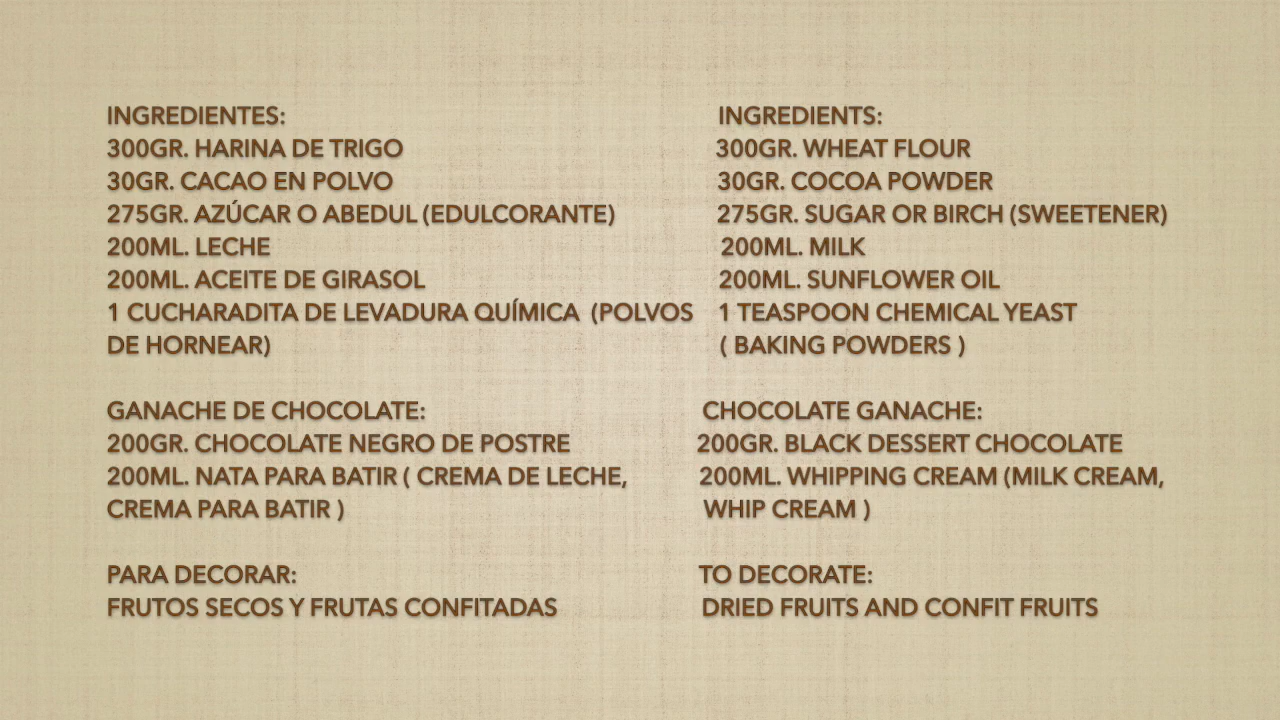 INGREDIENTES:
300GR. HARINA DE TRIGO
30GR. CACAO EN POLVO
275GR. AZÚCAR O ABEDUL (EDULCORANTE)
200ML. LECHE
200ML. ACEITE DE GIRASOL
1 CUCHARADITA DE LEVADURA QUÍMICA (POLVOS
DE HORNEAR)
GANACHE DE CHOCOLATE:
200GR. CHOCOLATE NEGRO DE POSTRE
200ML. NATA PARA BATIR ( CREMA DE LECHE,
CREMA PARA BATIR )
PARA DECORAR:
FRUTOS SECOS Y FRUTAS CONFITADAS
INGREDIENTS:
300GR. WHEAT FLOUR
30GR. COCOA POWDER
275GR. SUGAR OR BIRCH (SWEETENER)
200ML. MILK
200ML. SUNFLOWER OIL
1 TEASPOON CHEMICAL YEAST
( BAKING POWDERS )
CHOCOLATE GANACHE:
200GR. BLACK DESSERT CHOCOLATE
200ML. WHIPPING CREAM (MILK CREAM,
WHIP CREAM )
TO DECORATE:
DRIED FRUITS AND CONFIT FRUITS